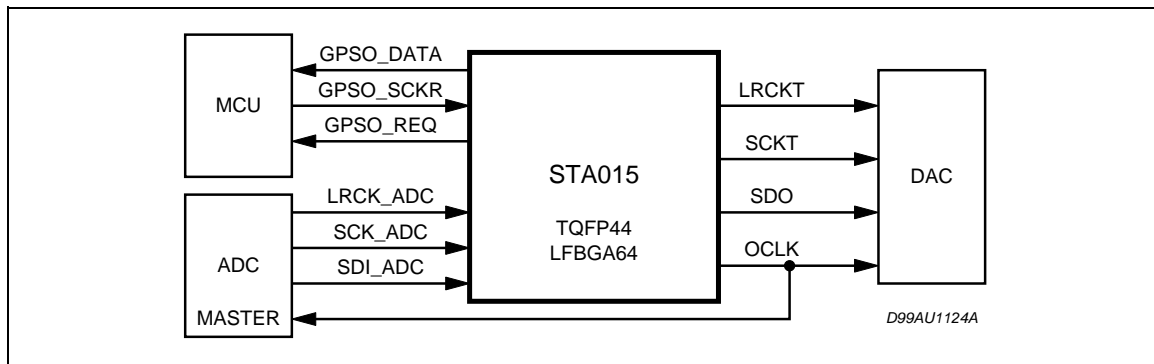 GPSO_DATA
GPSO_SCKR
GPSO_REQ
MCU
LRCK_ADC
SCK_ADC
SDI_ADC
ADC
MASTER
STA015
TQFP44
LFBGA64
LRCKT
SCKT
SDO
OCLK
DAC
D99AU1124A